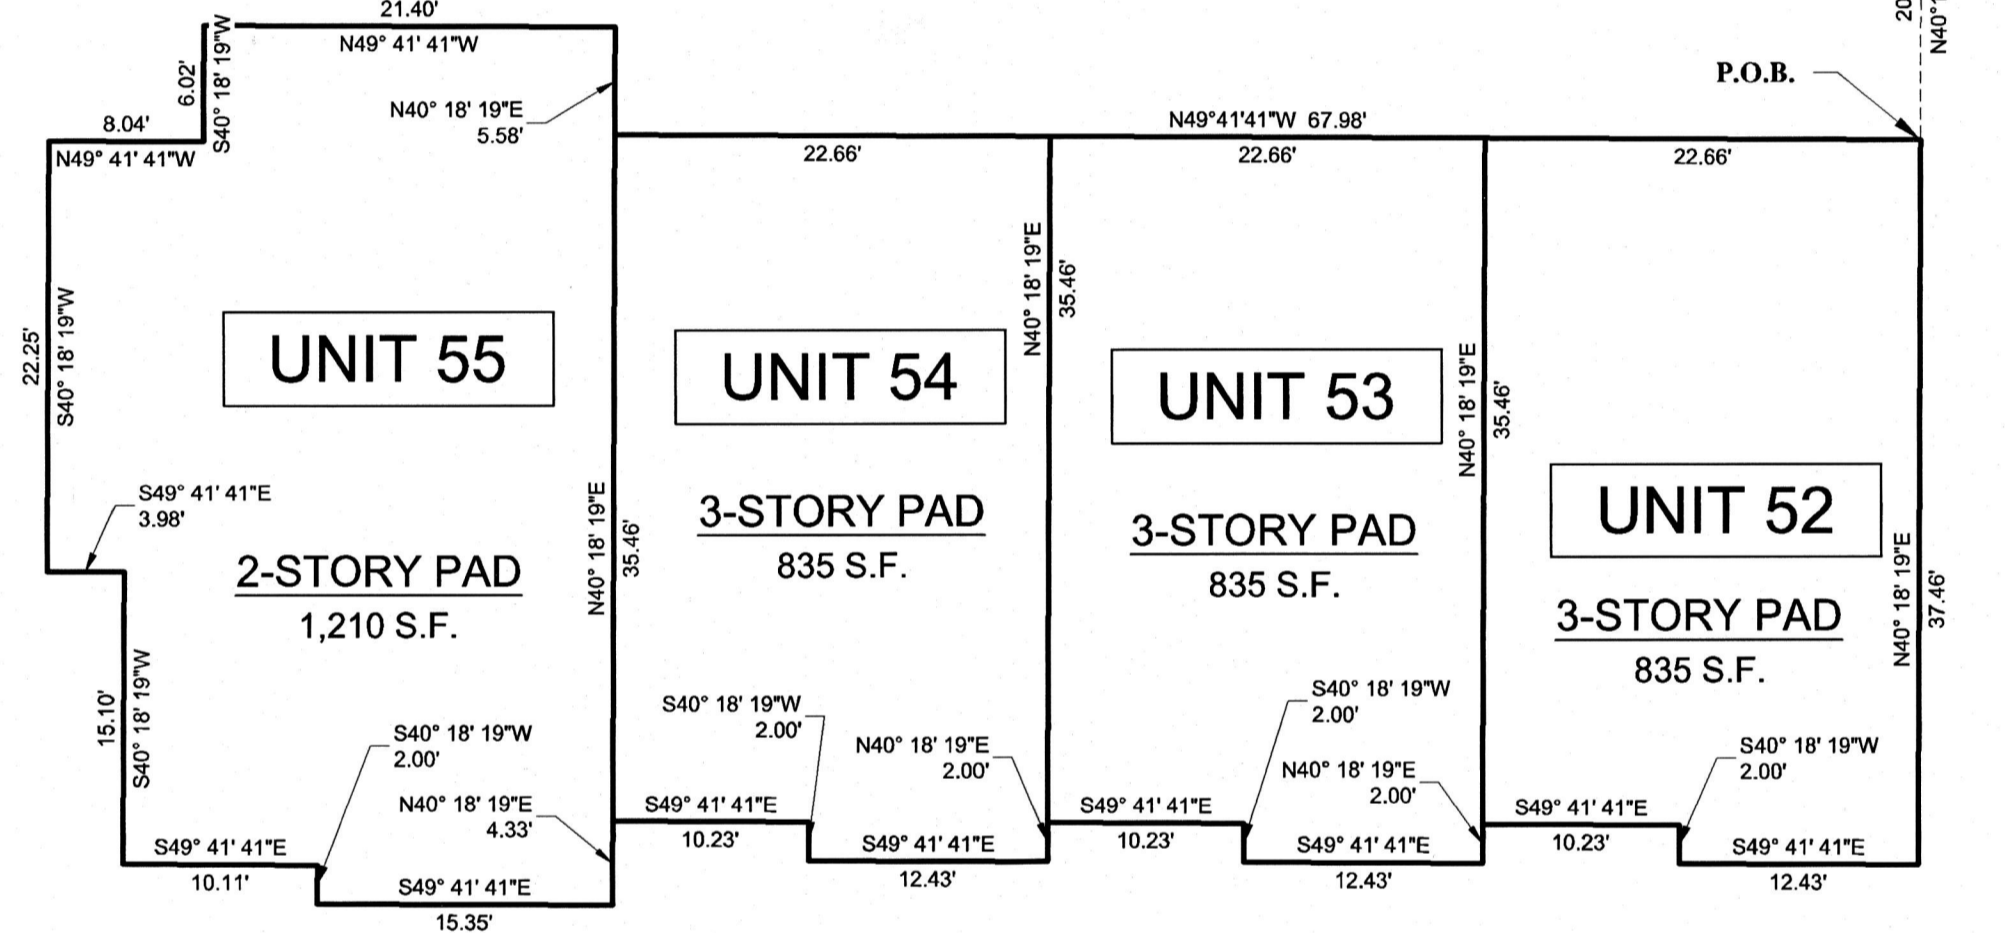 21.40'
N49° 41' 41"W
6.02'
S40° 18' 19"W
8.04'
N49° 41' 41"W
N40° 18' 19"E
5.58'
N49°41'41"W 67.98'
22.66'
22.66'
22.66'
P.O.B.
20
N40°
22.25'
S40° 18' 19"W
UNIT 55
2-STORY PAD
1,210 S.F.
S49° 41' 41"E
3.98'
15.10'
S40° 18' 19"W
S40° 18' 19"W
2.00'
N40° 18' 19"E
4.33'
S49° 41' 41"E
10.11'
S49° 41' 41"E
15.35'
N40° 18' 19"E
35.46'
UNIT 54
3-STORY PAD
835 S.F.
S40° 18' 19"W
2.00'
N40° 18' 19"E
2.00'
S49° 41' 41"E
10.23'
S49° 41' 41"E
12.43'
N40° 18' 19"E
35.46'
UNIT 53
3-STORY PAD
835 S.F.
S40° 18' 19"W
2.00'
N40° 18' 19"E
2.00'
S49° 41' 41"E
10.23'
S49° 41' 41"E
12.43'
N40° 18' 19"E
35.46'
UNIT 52
3-STORY PAD
835 S.F.
S40° 18' 19"W
2.00'
S49° 41' 41"E
10.23'
S49° 41' 41"E
12.43'
N40° 18' 19"E
37.46'